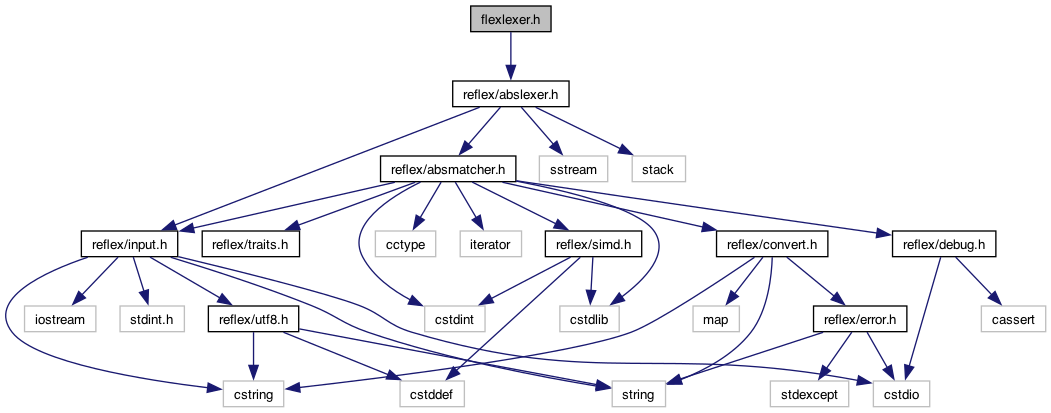 flexlexer.h
reflex/abslexer.h
reflex/absmatcher.h
sstream
stack
reflex/input.h
reflex/traits.h
cctype
iterator
reflex/simd.h
reflex/convert.h
reflex/debug.h
iostream
stdint.h
reflex/utf8.h
cstdint
cstdlib
map
reflex/error.h
cassert
cstring
cstddef
string
stdexcept
cstdio